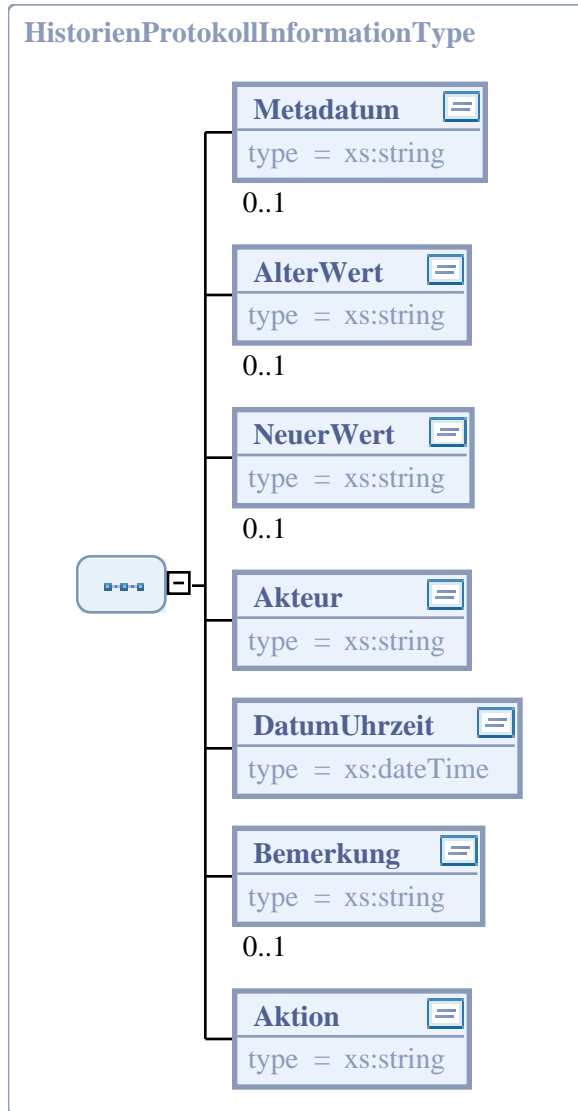 HistorienProtokollInformationType
Metadatum
type = xs:string
0..1
AlterWert
type = xs:string
0..1
NeuerWert
type = xs:string
0..1
Akteur
type = xs:string
DatumUhrzeit
type = xs:dateTime
Bemerkung
type = xs:string
0..1
Aktion
type = xs:string